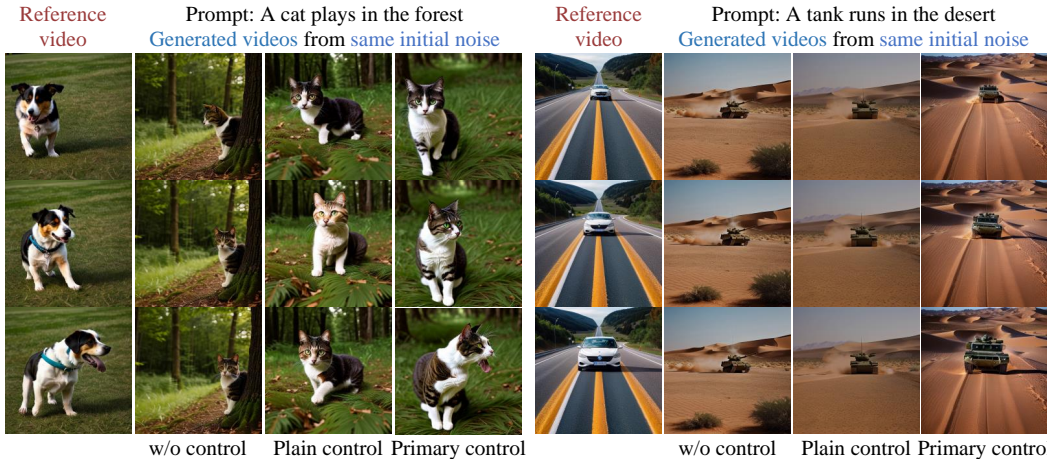 Reference
video
Prompt: A cat plays in the forest
Generated videos from same initial noise
w/o control
Plain control
Primary control
Reference
video
Prompt: A tank runs in the desert
Generated videos from same initial noise
w/o control
Plain control
Primary contro